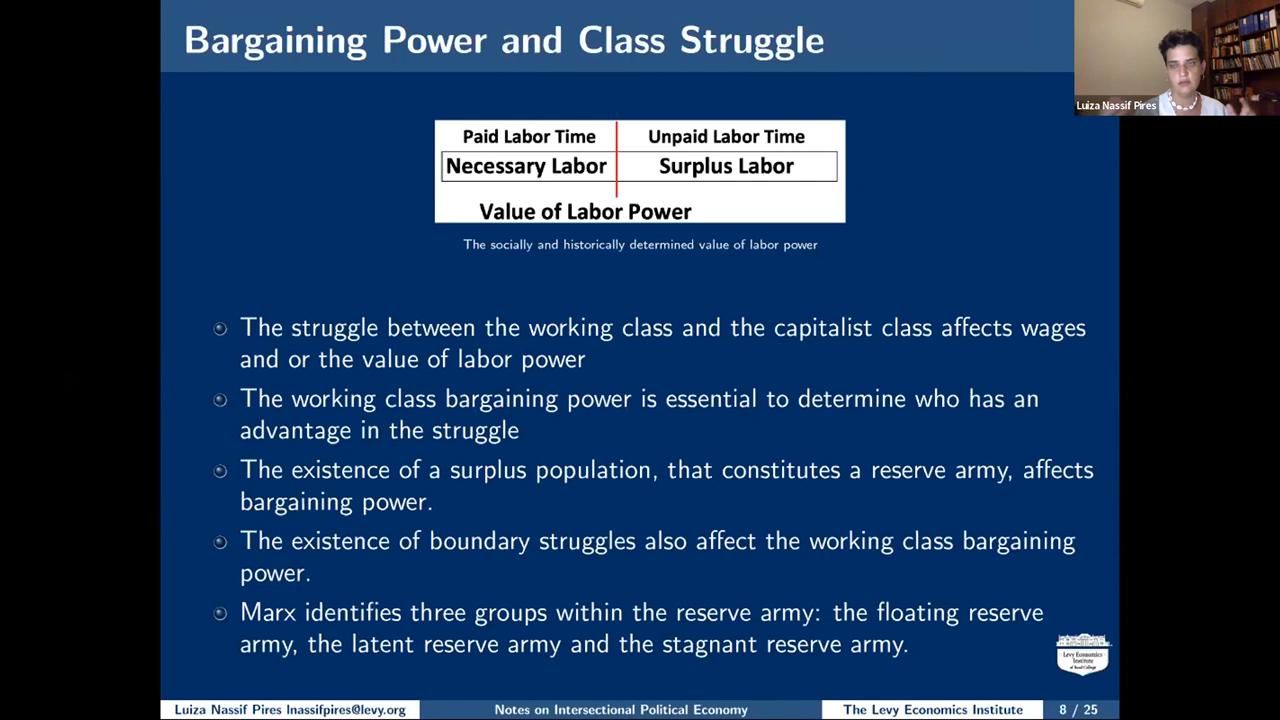 Bargaining Power and Class Struggle
Luiza Nassif Pires
Paid Labor Time Unpaid Labor Time
Necessary Labor Surplus Labor
Value of Labor Power
The socially and historically determined value of labor power
The struggle between the working class and the capitalist class affects wages
and or the value of labor power
The working class bargaining power is essential to determine who has an
advantage in the struggle
The existence of a surplus population, that constitutes a reserve army, affects
bargaining power.
The existence of boundary struggles also affect the working class bargaining
power.
Marx identifies three groups within the reserve army: the floating reserve
army, the latent reserve army and the stagnant reserve army.
Levy Economics
Institute
of Bard College
Luiza Nassif Pires lnassifpires@levy.org Notes on Intersectional Political Economy The Levy Economics Institute 8 / 25